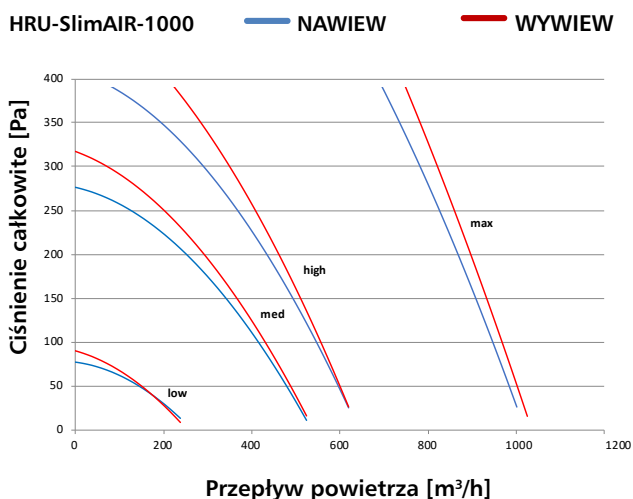 HRU-SlimAIR-1000 NAWIEW WYWIEW
Ciśnienie całkowite [Pa]
400
350
300
250
200
150
100
50
0
max
high
med
low
0 200 400 600 800 1000 1200
Przepływ powietrza [m³/h]